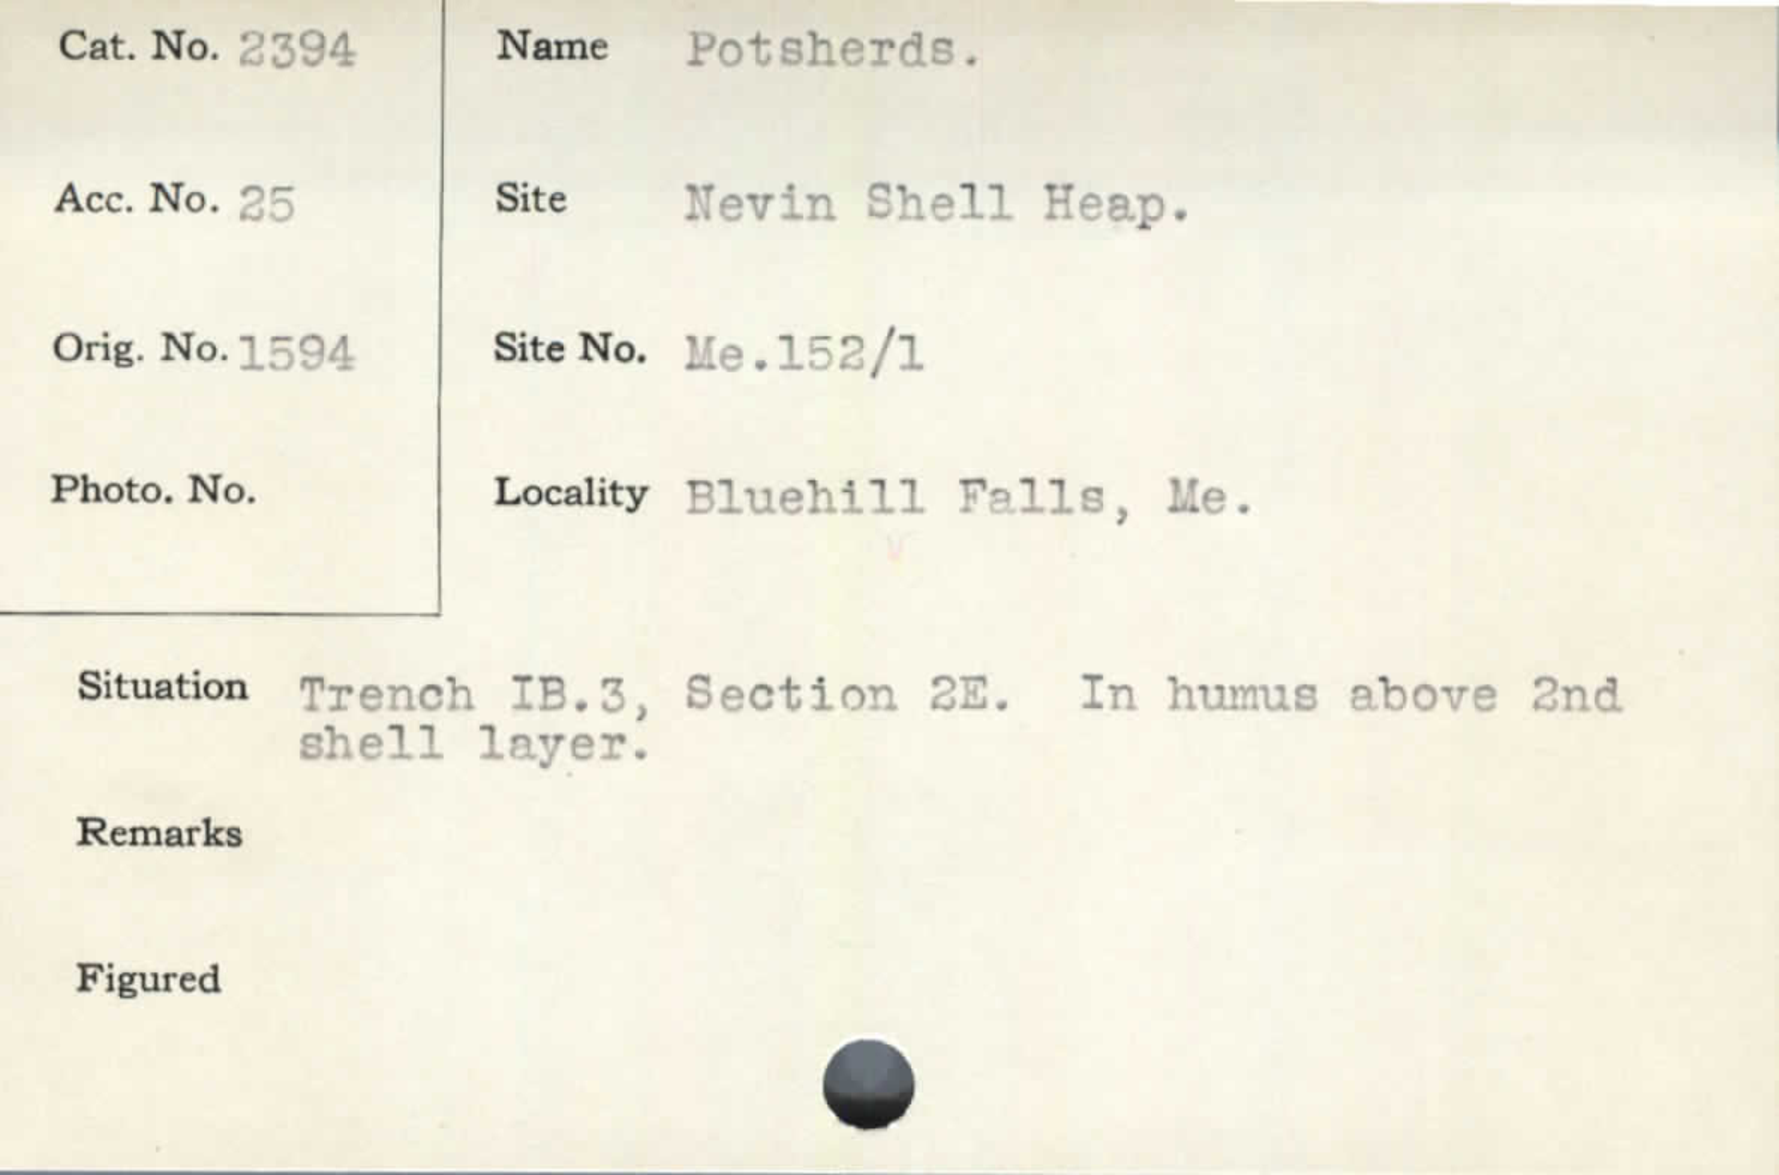 Cat. No. 2394
Name Potsherds.
Acc. No. 25
Site Nevin Shell Heap.
Orig. No. 1594
Site No. Me.152/1
Photo. No.
Locality Bluehill Falls, Me.
Situation Trench IB.3, Section 2E. In humus above 2nd
shell layer.
Remarks
Figured